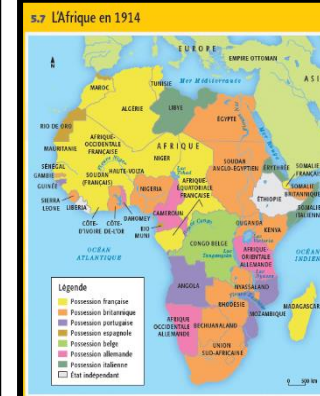 5.7 L'Afrique en 1914
EUROPE
EMPIRE OTTOMAN
ASI
Mer Méditerranée
MAROC
TUNISIE
ALGÉRIE
LIBYE
ÉGYPTE
RIO DE ORO
MAURITANIE
AFRIQUE-
OCCIDENTALE
FRANÇAISE
AFRIQUE
NIGER
SOUDAN
ANGLO-ÉGYPTIEN
ÉRYTHRÉE
SOMALIE
FRANÇAISE
SOMALIE
BRITANNIQUE
SOMALIE
ITALIENNE
SÉNÉGAL
GAMBIE
GUINÉE
SOUDAN
(FRANÇAIS)
HAUTE-VOLTA
NIGERIA
AFRIQUE-
ÉQUATORIALE
FRANÇAISE
ÉTHIOPIE
SIERRA
LEONE
LIBERIA
CÔTE-
D'IVOIRE
CÔTE-
DE-L'OR
DAHOMEY
RIO
MUNI
CAMEROUN
OUGANDA
KENYA
CONGO BELGE
AFRIQUE-
ORIENTALE
ALLEMANDE
OCÉAN
ATLANTIQUE
OCÉAN
INDIEN
ANGOLA
NYASSALAND
RHODÉSIE
MOZAMBIQUE
MADAGASCAR
AFRIQUE
OCCIDENTALE
ALLEMANDE
BECHUANALAND
UNION
SUD-AFRICAINE
Légende
Possession française
Possession britannique
Possession portugaise
Possession espagnole
Possession belge
Possession allemande
Possession italienne
État indépendant